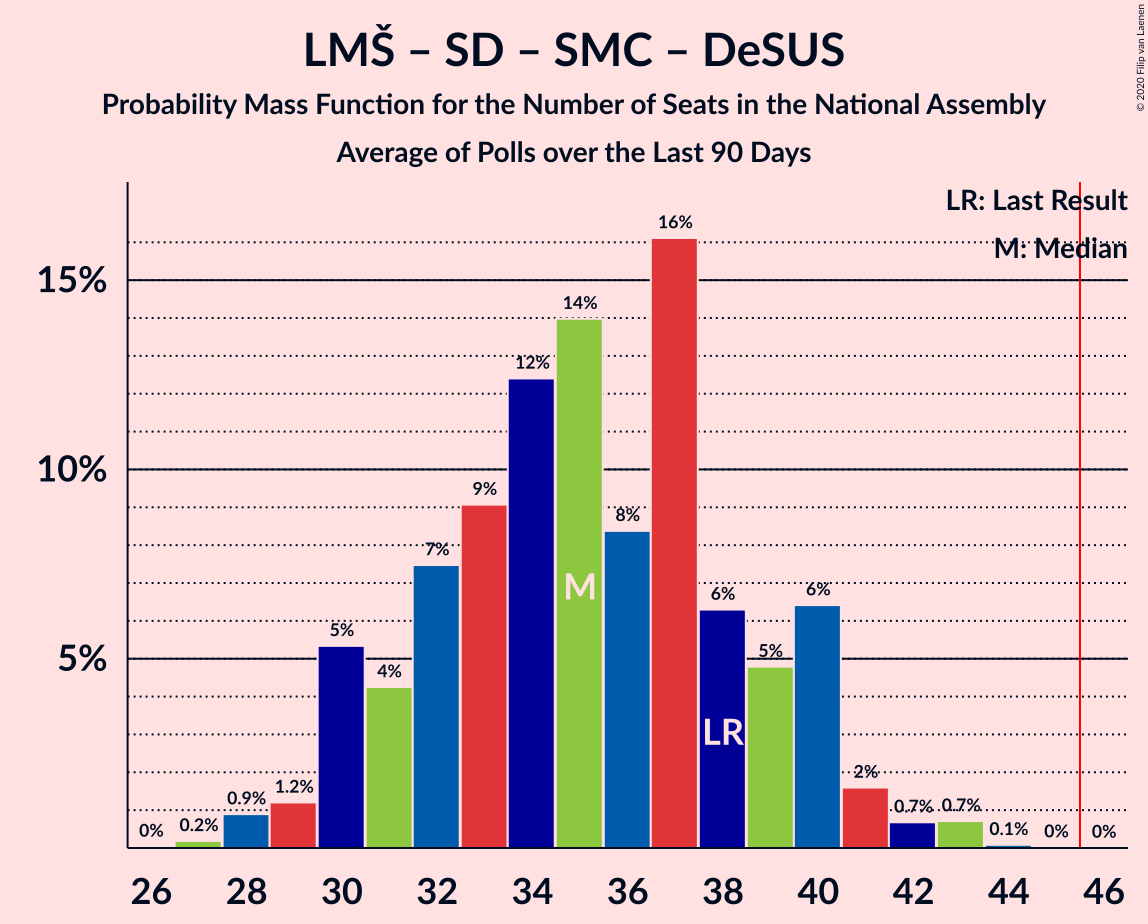 LMŠ – SD – SMC – DeSUS
Probability Mass Function for the Number of Seats in the National Assembly
Average of Polls over the Last 90 Days
© 2020 Filip van Laenen
LR: Last Result
M: Median
15%
10%
5%
0%
0.2%
0.9%
1.2%
5%
4%
7%
9%
12%
14%
8%
16%
6%
5%
6%
2%
0.7%
0.7%
0.1%
0%
0%
M
LR
26 28 30 32 34 36 38 40 42 44 46